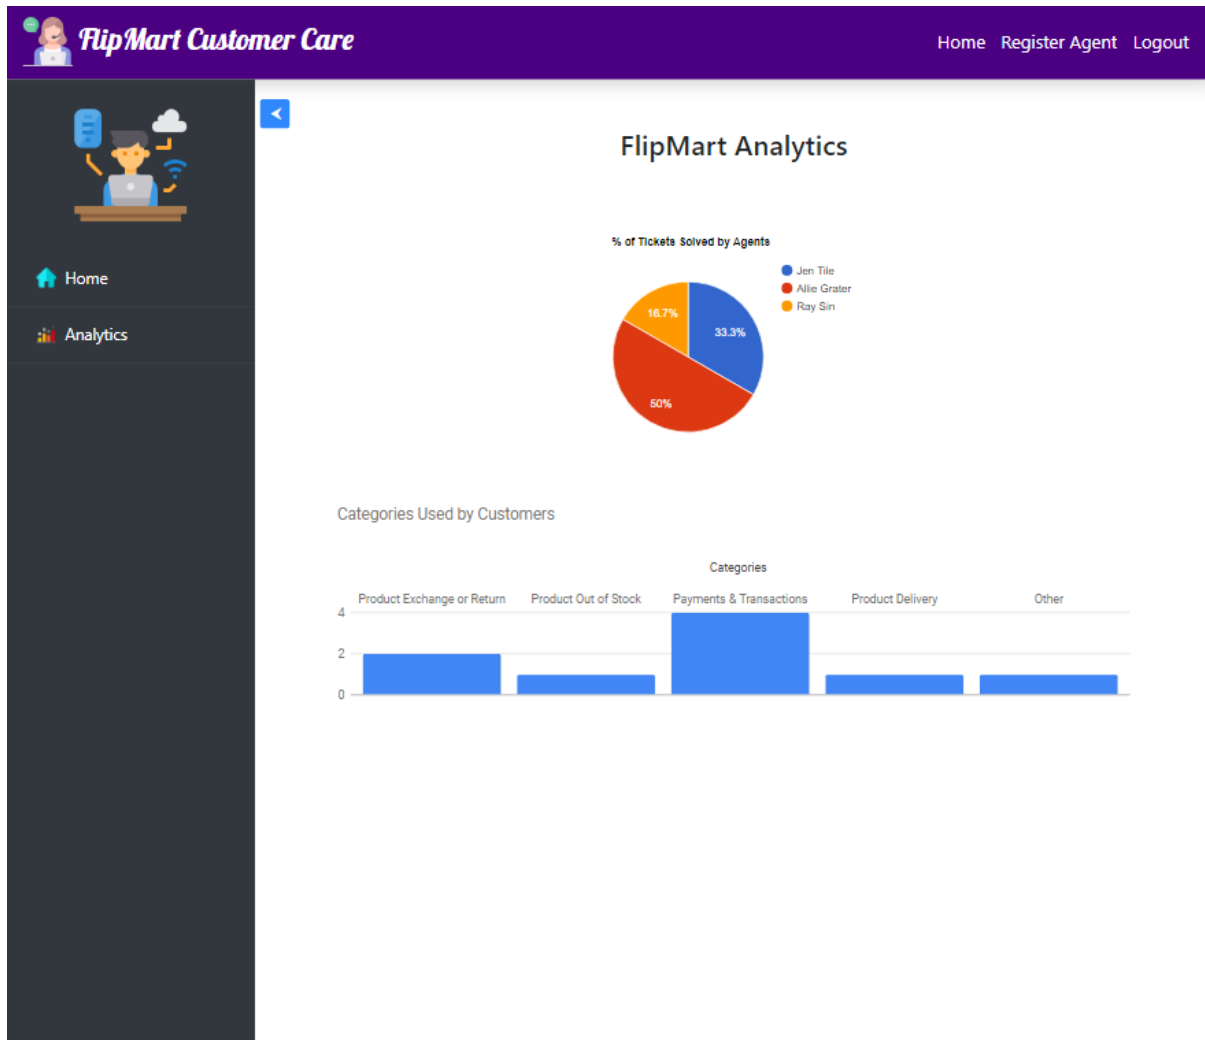 FlipMart Customer Care
Home Register Agent Logout
Home
Analytics
FlipMart Analytics
% of Tickets Solved by Agents
Jen Tile
Allie Grater
Ray Sin
16.7%
33.3%
50%
Categories Used by Customers
Categories
Product Exchange or Return Product Out of Stock Payments & Transactions Product Delivery Other
4
2
0